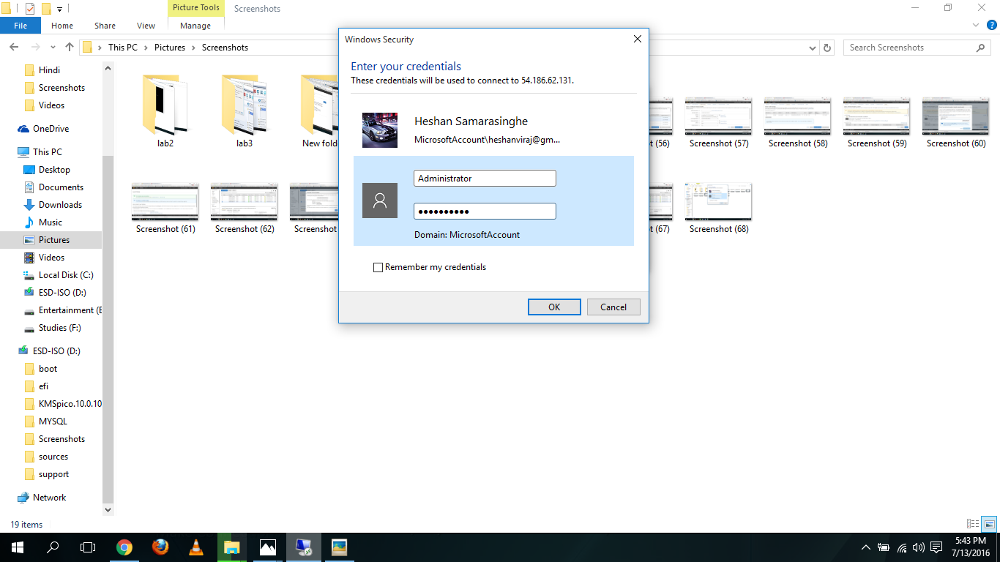 Picture Tools
Screenshots
File
Home
Share
View
Manage
This PC
Pictures
Screenshots
Search Screenshots
Hindi
Screenshots
Videos
OneDrive
This PC
Desktop
Documents
Downloads
Music
Pictures
Videos
Local Disk (C:)
ESD-ISO (D:)
Entertainment (E
Studies (F:)
ESD-ISO (D:)
boot
efi
KMSpico.10.0.10
MYSQL
Screenshots
sources
support
Network
lab2
lab3
New fold
t (56)
Screenshot (57)
Screenshot (58)
Screenshot (59)
Screenshot (60)
Screenshot (61)
Screenshot (62)
Screenshot
t (67)
Screenshot (68)
Windows Security
Enter your credentials
These credentials will be used to connect to 54.186.62.131.
Heshan Samarasinghe
MicrosoftAccount\heshanviraj@gm...
Administrator
●●●●●●●●●●
Domain: MicrosoftAccount
Remember my credentials
OK
Cancel
19 items
5:43 PM
7/13/2016